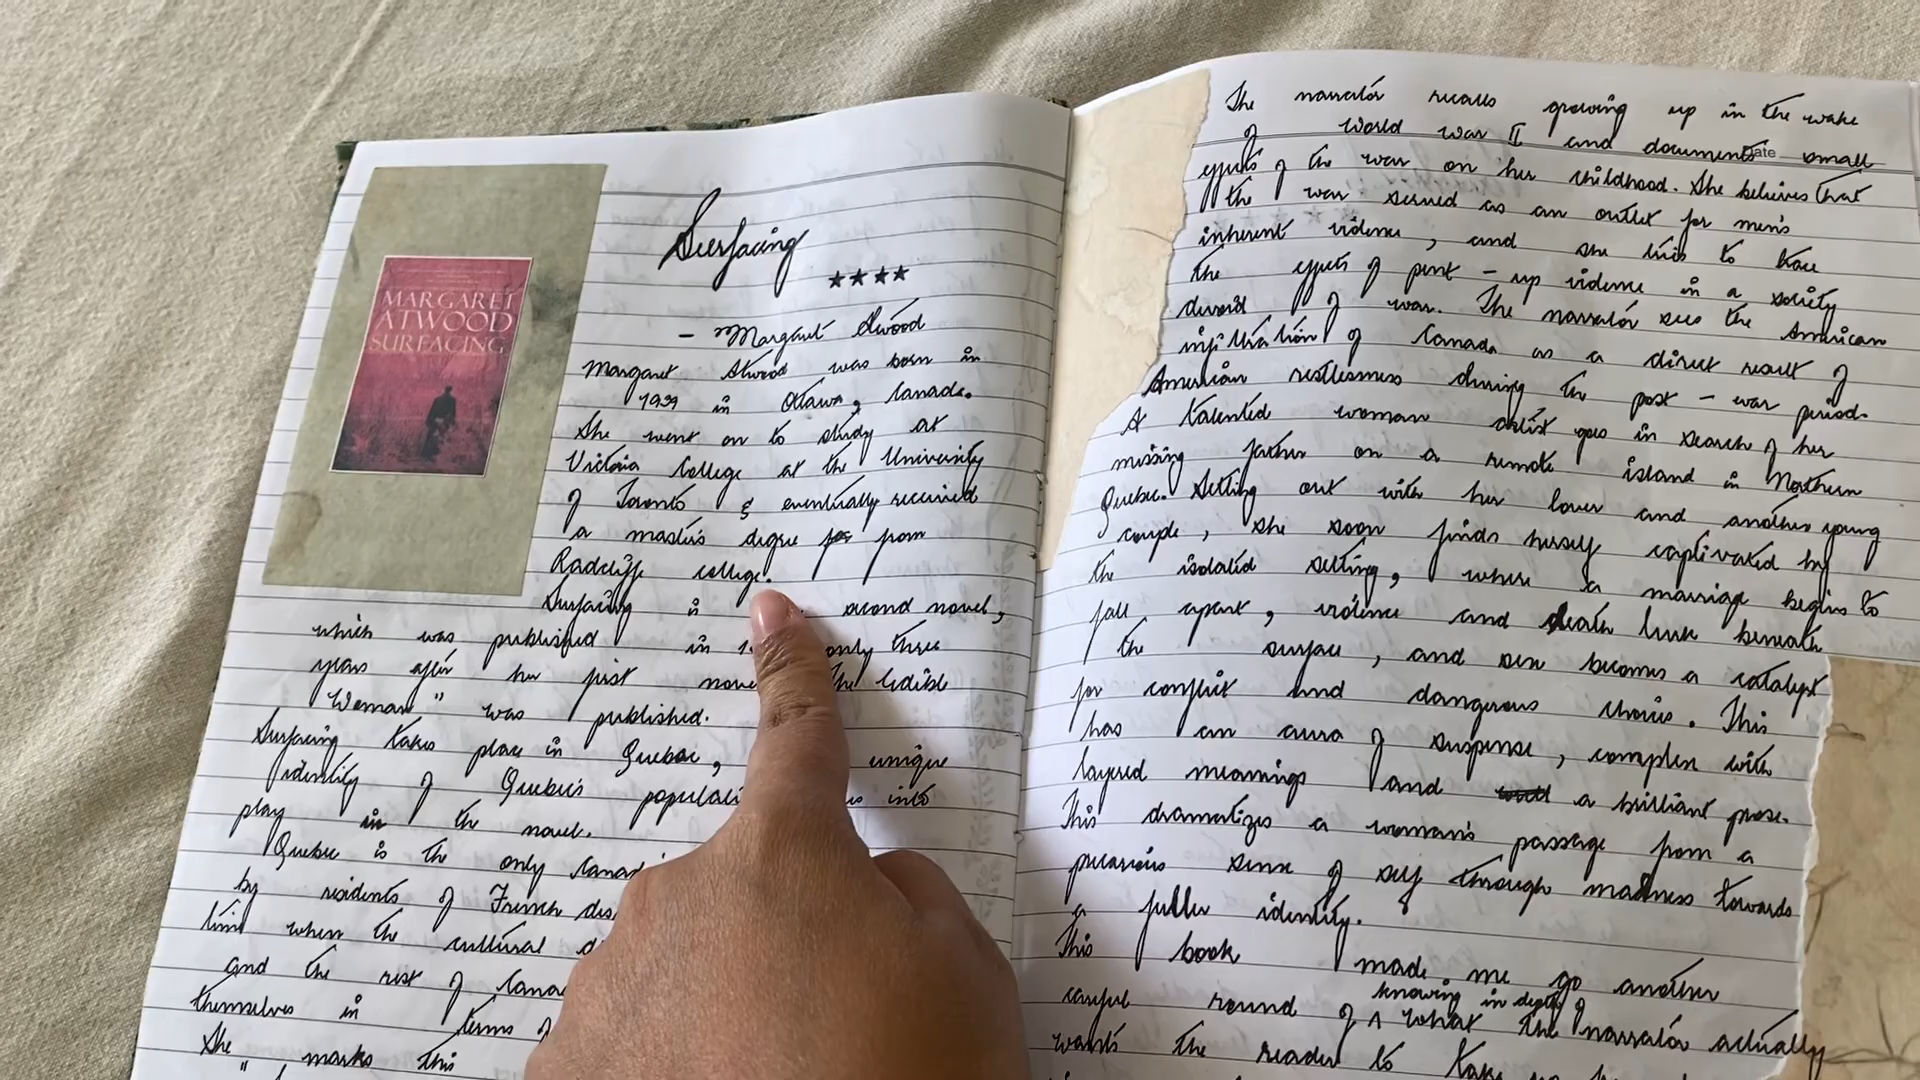 MARGARET
ATWOOD
SURFACING
Surfacing
★★★★
- Margaret Atwood
Margaret Atwood was born in
1939 in Ottawa, Canada.
She went on to study at
Victoria College at the University
of Toronto & eventually received
a master's degree from
Radcliffe college.
Surfacing is second novel,
which was published in only three
years after her first The Edible
Woman" was published.
Surfacing takes place in Quebec, unique
identity of Quebec's into
play in the novel.
Quebec is the only
by residents of French
time when the cultural
and the rest of
themselves in terms of
She marks this
The narrator recalls growing up in the wake
Date
of World War II and documents small
effects of the war on her childhood. She believes that
the war served as an outlet for men's
inherent violence, and she tries to trace
the effects of pent-up violence in a society
devoid of war. The narrator sees the American
infiltration of Canada as a direct result of
American restlessness during the post-war period.
A talented woman artist goes in search of her
missing father on a remote island in Northern
Quebec. Setting out with her lover and another young
couple, she soon finds herself captivated by
the isolated setting, where a marriage begins to
fall apart, violence and death lurk beneath
the surface, and sex becomes a catalyst
for conflict and dangerous choices. This
has an aura of suspense, complex with
layered meanings and a brilliant prose.
This dramatizes a woman's passage from a
precarious sense of self through madness towards
a fuller identity.
This book made me go another
careful round of knowing in depth of what the narrator actually
wants the reader to take